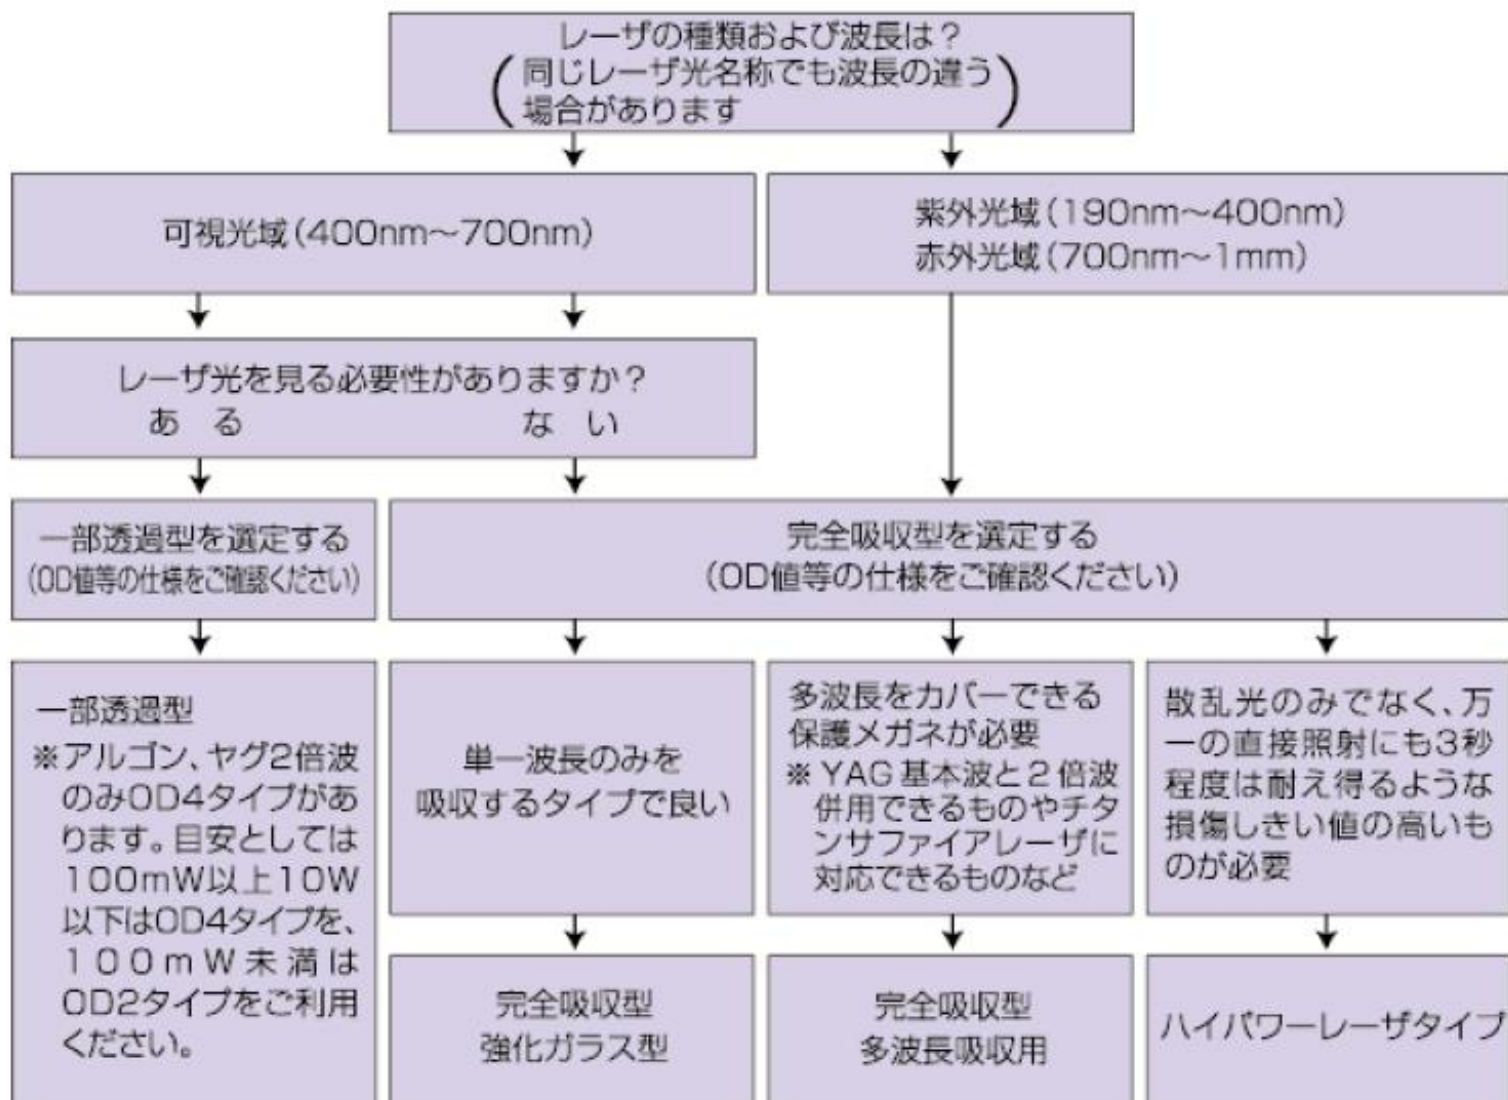 レーザの種類および波長は？
（同じレーザ光名称でも波長の違う
場合があります）
可視光域（400nm〜700nm）
紫外光域（190nm〜400nm）
赤外光域（700nm〜1mm）
レーザ光を見る必要性がありますか？
ある　ない
一部透過型を選定する
（OD値等の仕様をご確認ください）
完全吸収型を選定する
（OD値等の仕様をご確認ください）
一部透過型
※アルゴン、ヤグ2倍波
のみOD4タイプがあ
ります。目安としては
100mW以上10W
以下はOD4タイプを、
100mW未満は
OD2タイプをご利用
ください。
単一波長のみを
吸収するタイプで良い
多波長をカバーできる
保護メガネが必要
※YAG基本波と2倍波
併用できるものやチタ
ンサファイアレーザに
対応できるものなど
散乱光のみでなく、万
一の直接照射にも3秒
程度は耐え得るような
損傷しきい値の高いも
のが必要
完全吸収型
強化ガラス型
完全吸収型
多波長吸収用
ハイパワーレーザタイプ